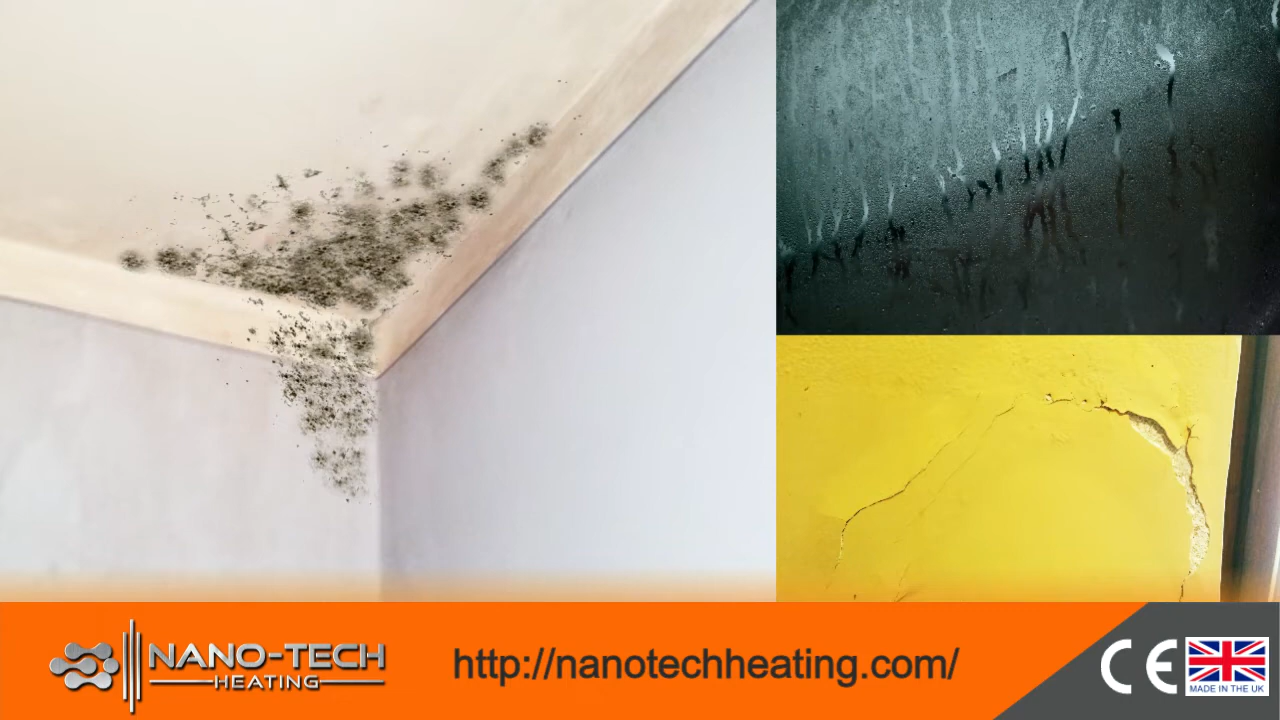 NANO-TECH
HEATING
http://nanotechheating.com/
CE
MADE IN THE UK